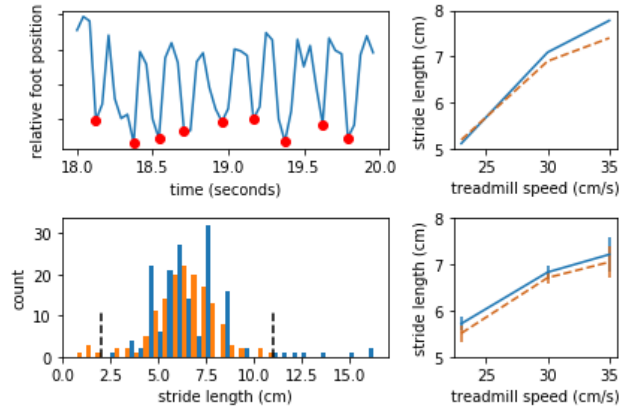 relative foot position
18.0 18.5 19.0 19.5 20.0
time (seconds)
8
7
6
5
stride length (cm)
25 30 35
treadmill speed (cm/s)
30
20
10
0
count
0.0 2.5 5.0 7.5 10.0 12.5 15.0
stride length (cm)
8
7
6
5
stride length (cm)
25 30 35
treadmill speed (cm/s)